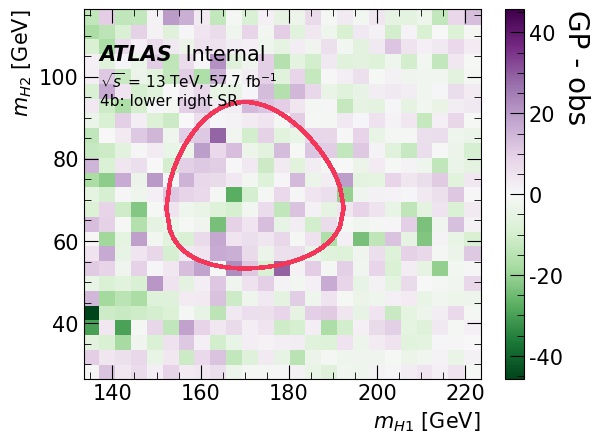 ATLAS Internal
√s = 13 TeV, 57.7 fb⁻¹
4b: lower right SR
m_H2 [GeV]
100
80
60
40
140 160 180 200 220
m_H1 [GeV]
40
20
0
-20
-40
GP - obs